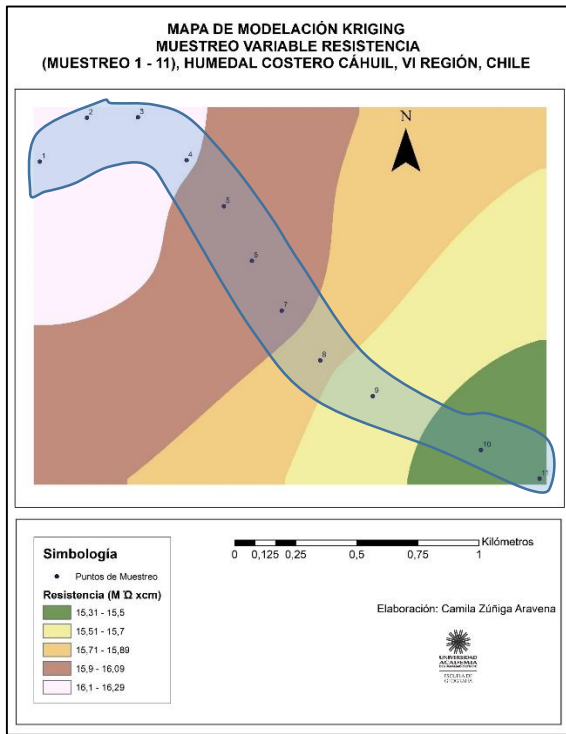 MAPA DE MODELACIÓN KRIGING
MUESTREO VARIABLE RESISTENCIA
(MUESTREO 1 - 11), HUMEDAL COSTERO CÁHUIL, VI REGIÓN, CHILE
N
1
2
3
4
5
7
8
9
10
11
Simbología
Puntos de Muestreo
Resistencia (M Ώ xcm)
15,31 - 15,5
15,51 - 15,7
15,71 - 15,89
15,9 - 16,09
16,1 - 16,29
Kilómetros
0 0,125 0,25 0,5 0,75 1
Elaboración: Camila Zúñiga Aravena
UNIVERSIDAD
ACADEMIA
ESCUELA DE
GEOGRAFÍA